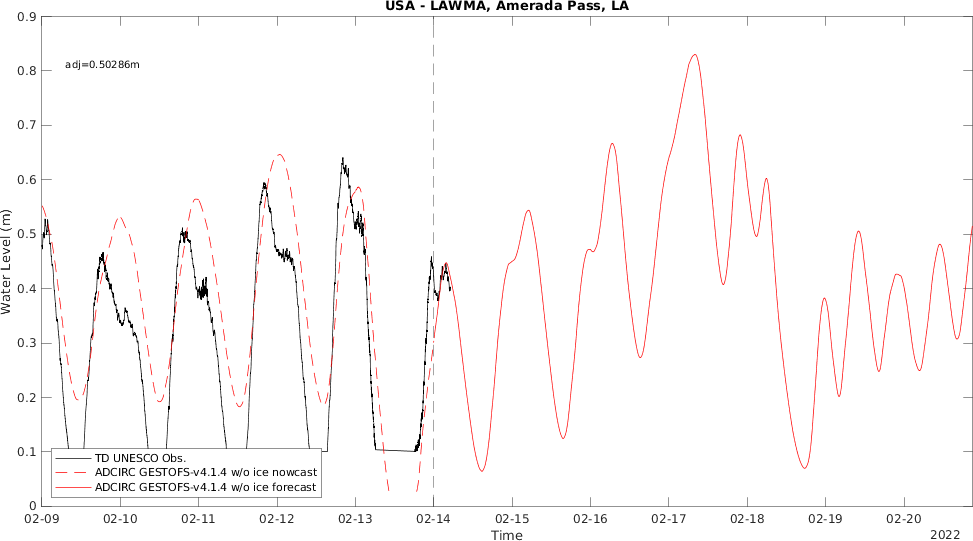 USA - LAWMA, Amerada Pass, LA
0.9
adj=0.50286m
0.8
0.7
0.6
0.5
0.4
0.3
0.2
0.1
0
Water Level (m)
TD UNESCO Obs.
ADCIRC GESTOFS-v4.1.4 w/o ice nowcast
ADCIRC GESTOFS-v4.1.4 w/o ice forecast
02-09 02-10 02-11 02-12 02-13 02-14 02-15 02-16 02-17 02-18 02-19 02-20
Time
2022